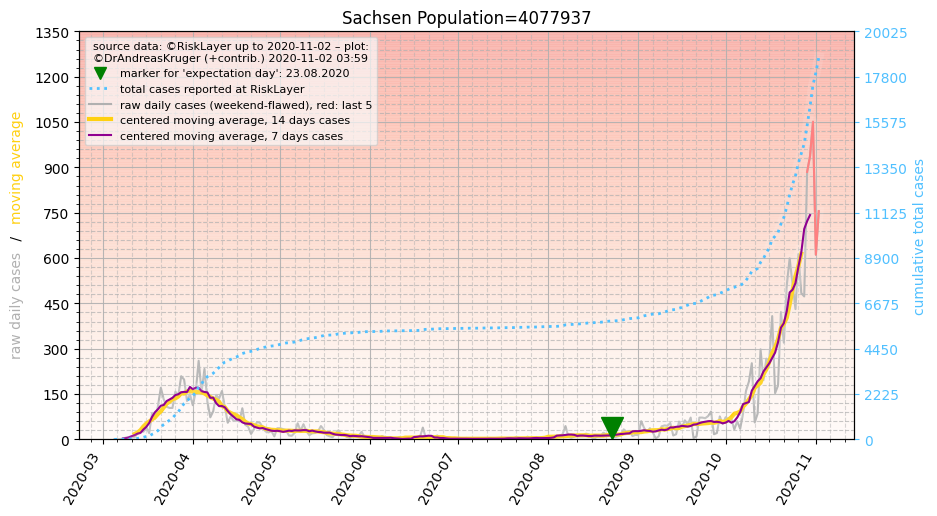 Sachsen Population=4077937
source data: ©RiskLayer up to 2020-11-02 – plot:
©DrAndreasKruger (+contrib.) 2020-11-02 03:59
marker for 'expectation day': 23.08.2020
total cases reported at RiskLayer
raw daily cases (weekend-flawed), red: last 5
centered moving average, 14 days cases
centered moving average, 7 days cases
raw daily cases / moving average
1350
1200
1050
900
750
600
450
300
150
0
20025
17800
15575
13350
11125
8900
6675
4450
2225
0
cumulative total cases
2020-03
2020-04
2020-05
2020-06
2020-07
2020-08
2020-09
2020-10
2020-11